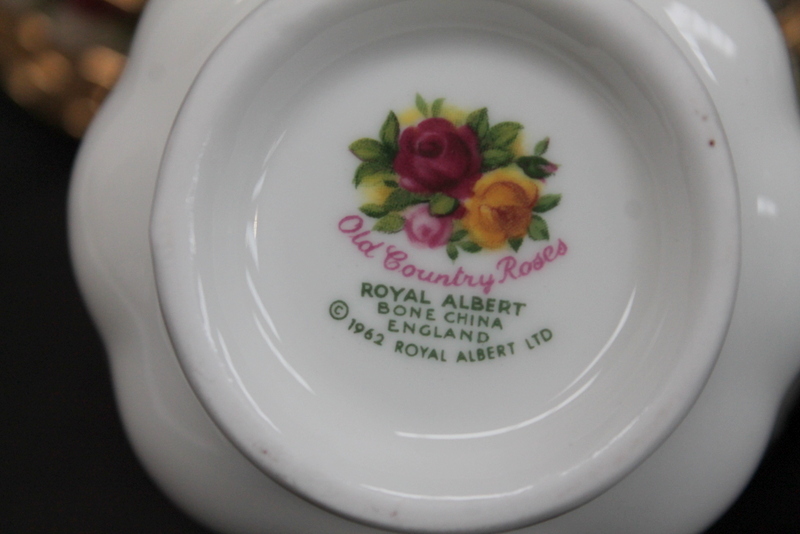 Old Country Roses
ROYAL ALBERT
BONE CHINA
ENGLAND
© 1962 ROYAL ALBERT LTD